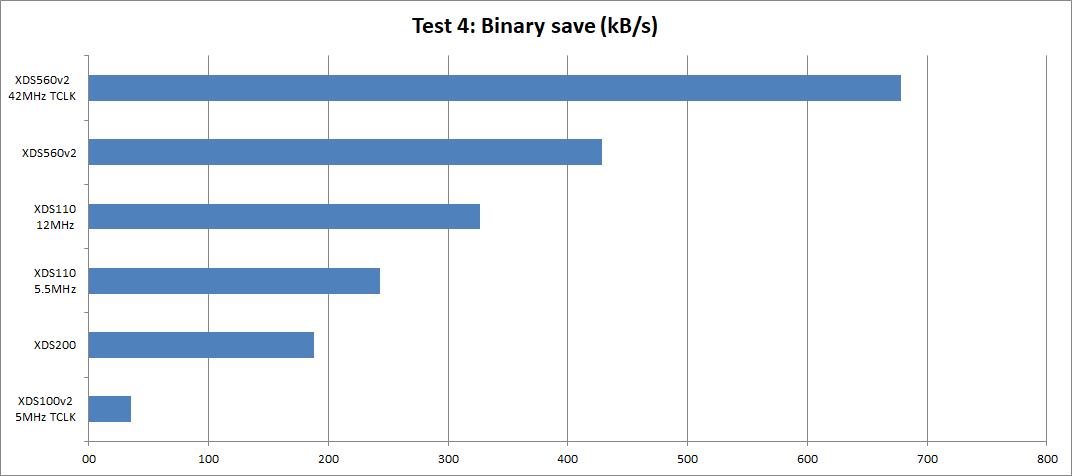 Test 4: Binary save (kB/s)
XDS560v2
42MHz TCLK
XDS560v2
XDS110
12MHz
XDS110
5.5MHz
XDS200
XDS100v2
5MHz TCLK
00 100 200 300 400 500 600 700 800